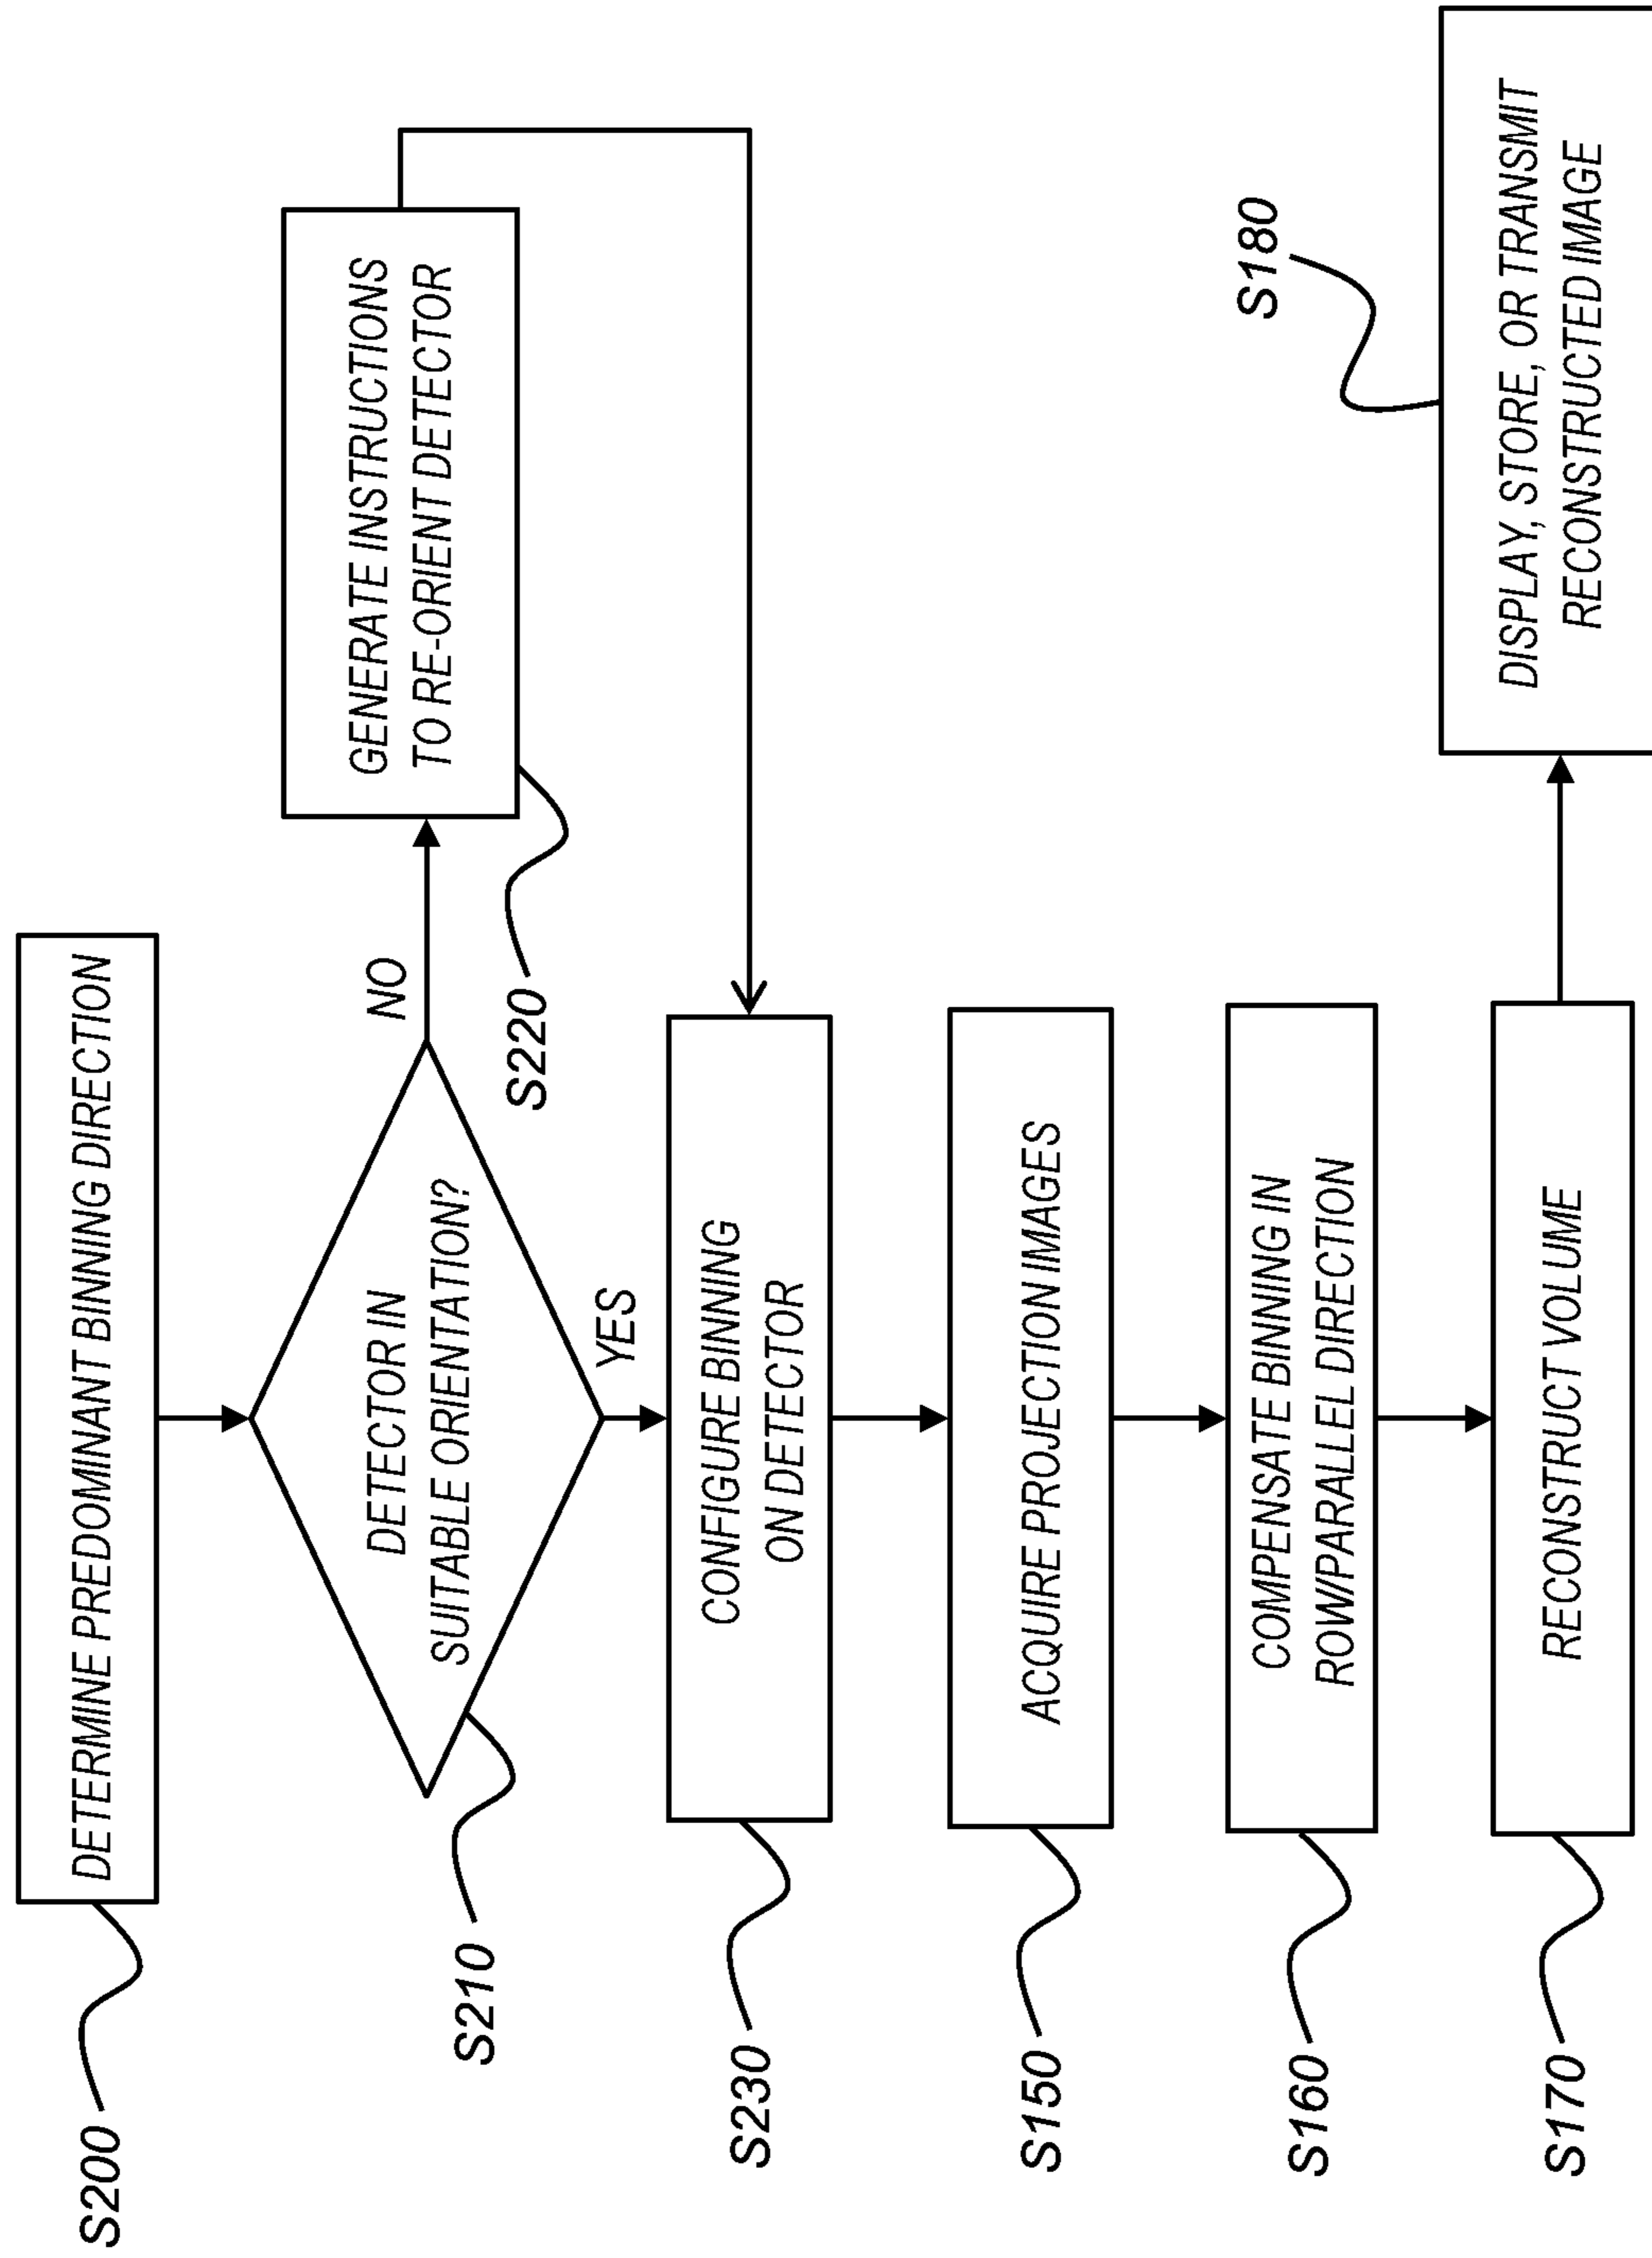 S200
DETERMINE PREDOMINANT BINNING DIRECTION
S210
DETECTOR IN
SUITABLE ORIENTATION?
NO
YES
GENERATE INSTRUCTIONS
TO RE-ORIENT DETECTOR
S220
S230
CONFIGURE BINNING
ON DETECTOR
S150
ACQUIRE PROJECTION IMAGES
S160
COMPENSATE BINNING IN
ROW/PARALLEL DIRECTION
S170
RECONSTRUCT VOLUME
S180
DISPLAY, STORE, OR TRANSMIT
RECONSTRUCTED IMAGE